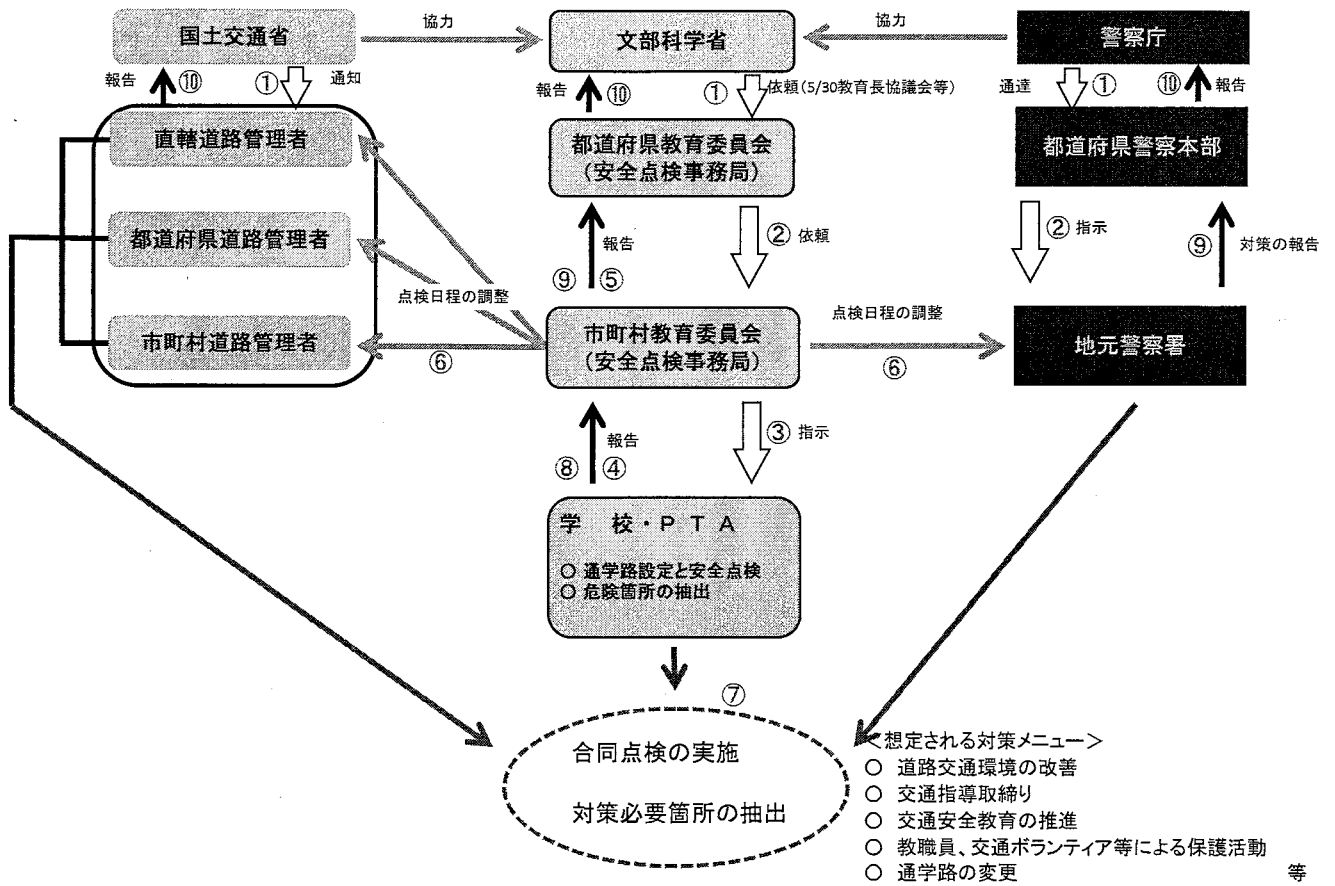 国土交通省
協力
文部科学省
協力
警察庁
報告 ⑩
① 通知
報告 ⑩
① 依頼(5/30教育長協議会等)
通達 ①
⑩ 報告
直轄道路管理者
都道府県教育委員会
(安全点検事務局)
都道府県警察本部
都道府県道路管理者
報告
⑨ ⑤
② 依頼
② 指示
⑨ 対策の報告
点検日程の調整
点検日程の調整
市町村道路管理者
⑥
市町村教育委員会
(安全点検事務局)
⑥
地元警察署
報告
⑧ ④
③ 指示
学 校・P T A
○ 通学路設定と安全点検
○ 危険箇所の抽出
⑦
合同点検の実施
対策必要箇所の抽出
<想定される対策メニュー>
○ 道路交通環境の改善
○ 交通指導取締り
○ 交通安全教育の推進
○ 教職員、交通ボランティア等による保護活動
○ 通学路の変更 等